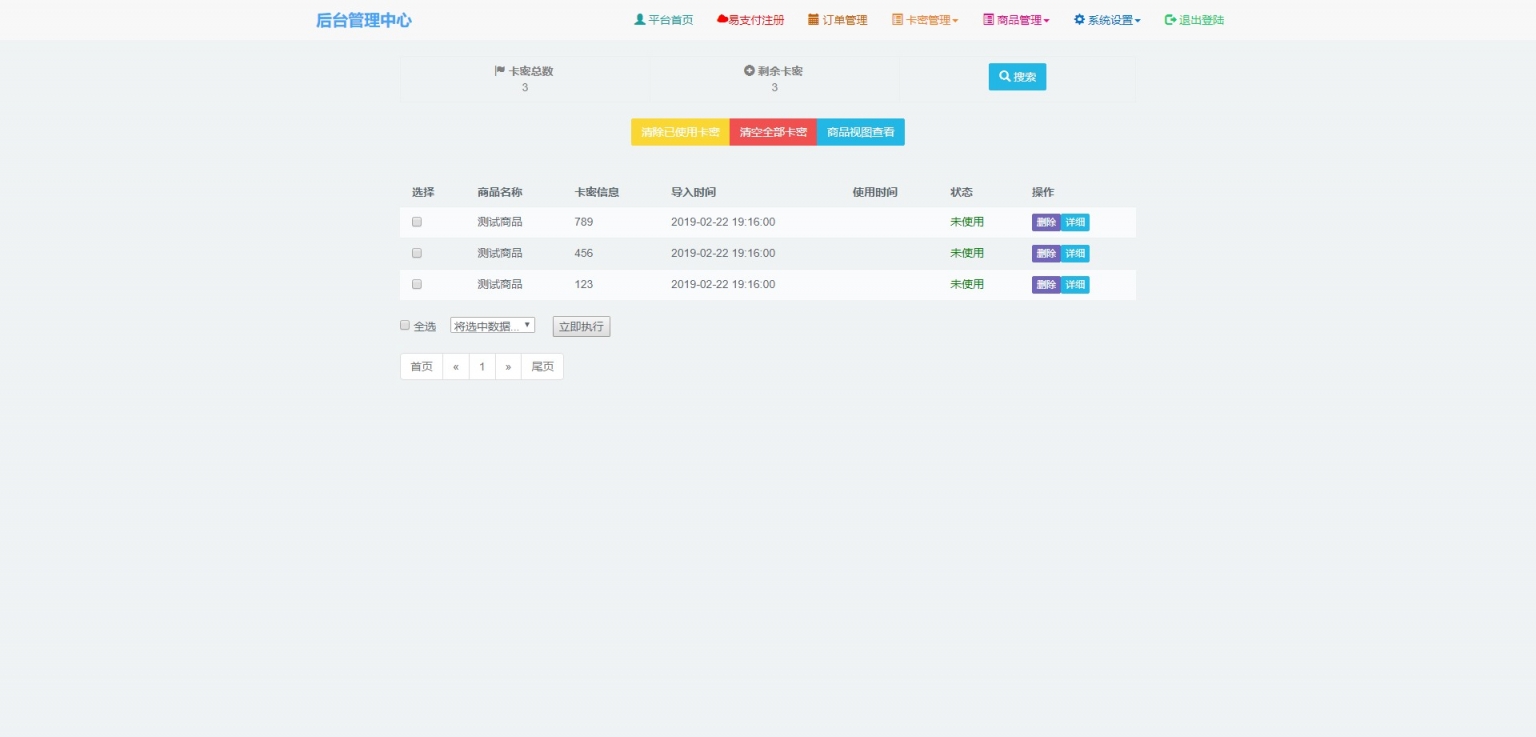 后台管理中心 平台首页 易支付注册 订单管理 卡密管理 商品管理 系统设置 退出登陆
卡密总数 剩余卡密 搜索
3 3
清除已使用卡密 清空全部卡密 商品视图查看
选择 商品名称 卡密信息 导入时间 使用时间 状态 操作
测试商品 789 2019-02-22 19:16:00 未使用 删除 详细
测试商品 456 2019-02-22 19:16:00 未使用 删除 详细
测试商品 123 2019-02-22 19:16:00 未使用 删除 详细
全选 将选中数据... 立即执行
首页 « 1 » 尾页